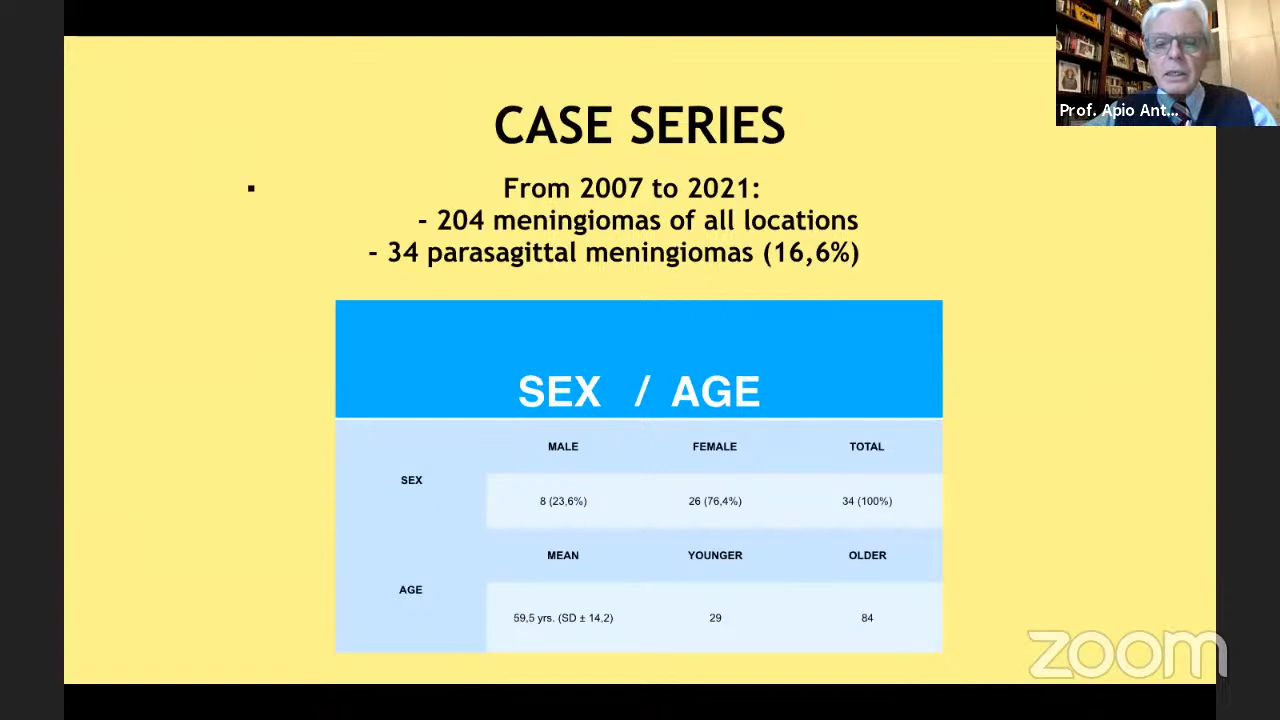 Prof. Apio Ant...
CASE SERIES
▪ From 2007 to 2021:
- 204 meningiomas of all locations
- 34 parasagittal meningiomas (16,6%)
SEX / AGE
MALE FEMALE TOTAL
SEX
8 (23,6%) 26 (76,4%) 34 (100%)
MEAN YOUNGER OLDER
AGE
59,5 yrs. (SD ± 14,2) 29 84
zoom